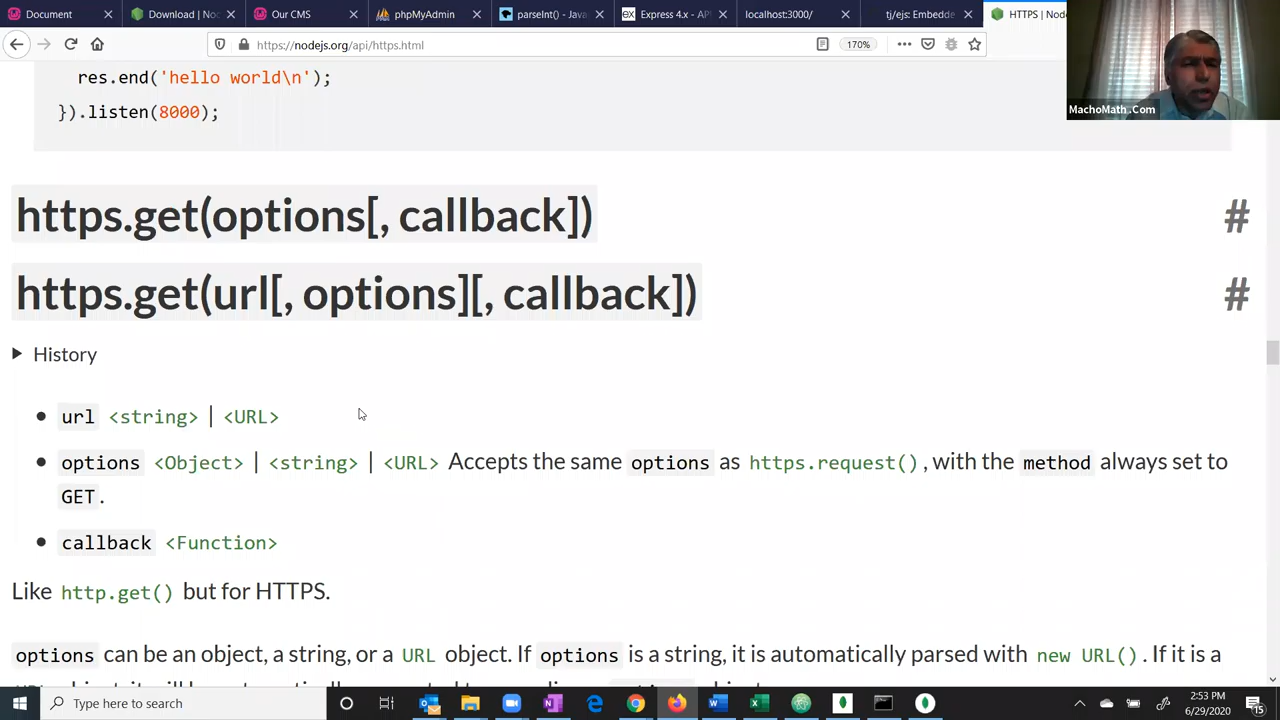 Document
Download | Noc
Our CMS
phpMyAdmin
parseInt() - Java
Express 4.x - AP
localhost:3000/
tj/ejs: Embedde
HTTPS | Nod
https://nodejs.org/api/https.html
170%
MachoMath .Com
res.end('hello world\n');
}).listen(8000);
https.get(options[, callback])
#
https.get(url[, options][, callback])
#
History
url <string> | <URL>
options <Object> | <string> | <URL> Accepts the same options as https.request(), with the method always set to
GET.
callback <Function>
Like http.get() but for HTTPS.
options can be an object, a string, or a URL object. If options is a string, it is automatically parsed with new URL(). If it is a
Type here to search
2:53 PM
6/29/2020
15